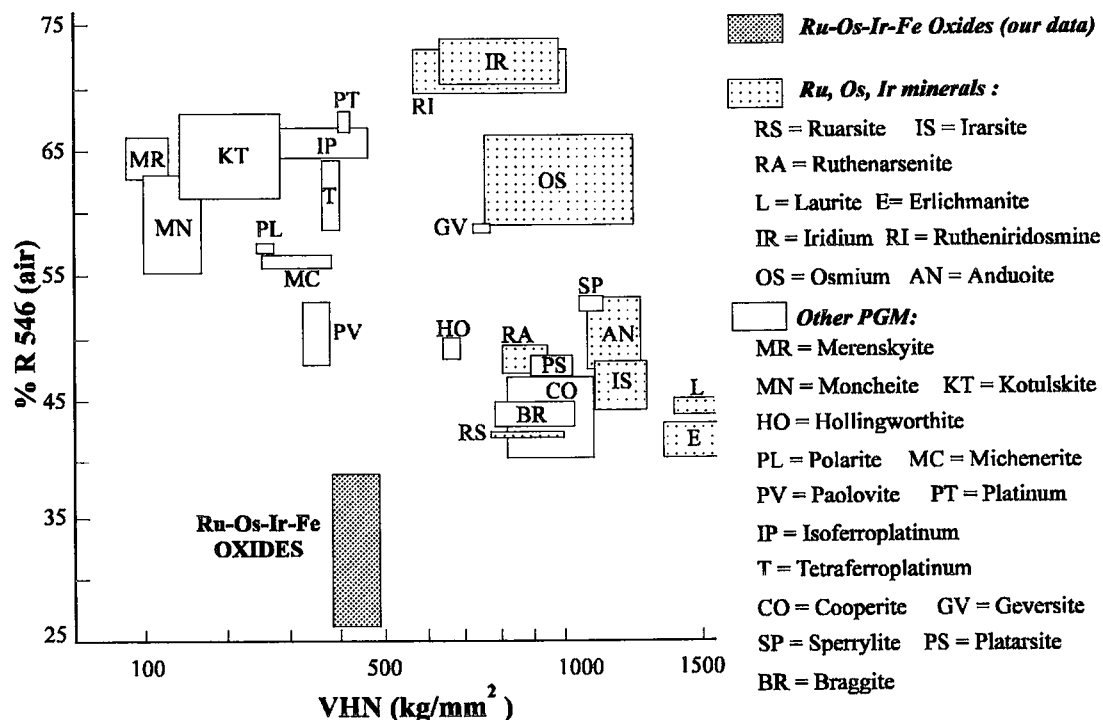 75
65
55
45
35
25
% R 546 (air)
100
500
1000
1500
VHN (kg/mm²)
IR
RI
PT
MR
KT
IP
T
OS
MN
PL
GV
MC
SP
PV
HO
RA
AN
PS
IS
CO
L
BR
RS
E
Ru-Os-Ir-Fe
OXIDES
Ru-Os-Ir-Fe Oxides (our data)
Ru, Os, Ir minerals :
RS = Ruarsite IS = Irarsite
RA = Ruthenarsenite
L = Laurite E= Erlichmanite
IR = Iridium RI = Rutheniridosmine
OS = Osmium AN = Anduoite
Other PGM:
MR = Merenskyite
MN = Moncheite KT = Kotulskite
HO = Hollingworthite
PL = Polarite MC = Michenerite
PV = Paolovite PT = Platinum
IP = Isoferroplatinum
T = Tetraferroplatinum
CO = Cooperite GV = Geversite
SP = Sperrylite PS = Platarsite
BR = Braggite